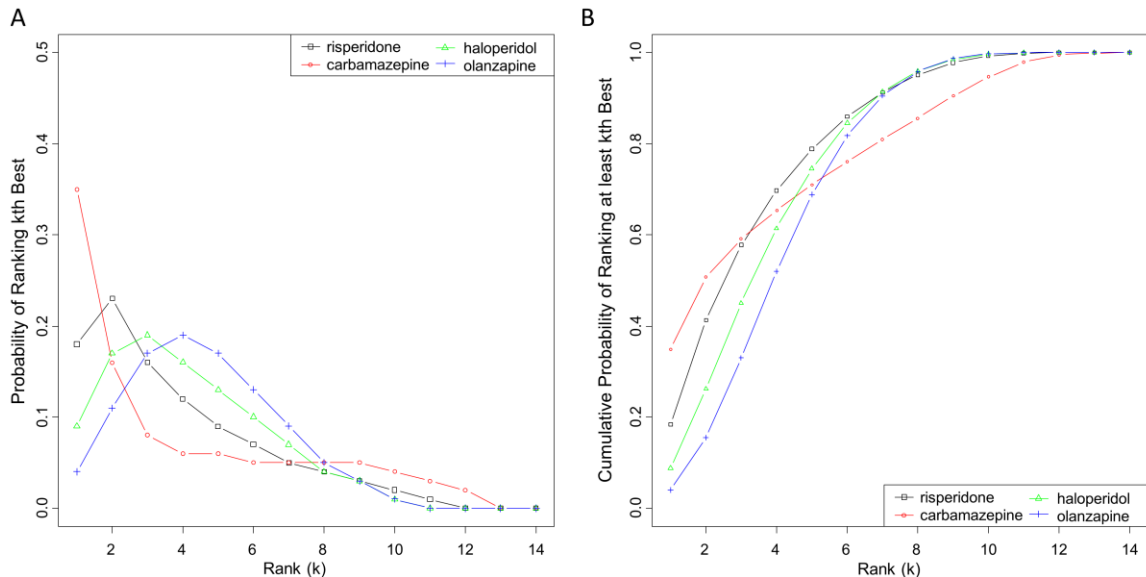 A
risperidone
carbamazepine
haloperidol
olanzapine
Probability of Ranking kth Best
0.0
0.1
0.2
0.3
0.4
0.5
2
4
6
8
10
12
14
Rank (k)
B
Cumulative Probability of Ranking at least kth Best
0.0
0.2
0.4
0.6
0.8
1.0
risperidone
carbamazepine
haloperidol
olanzapine
2
4
6
8
10
12
14
Rank (k)